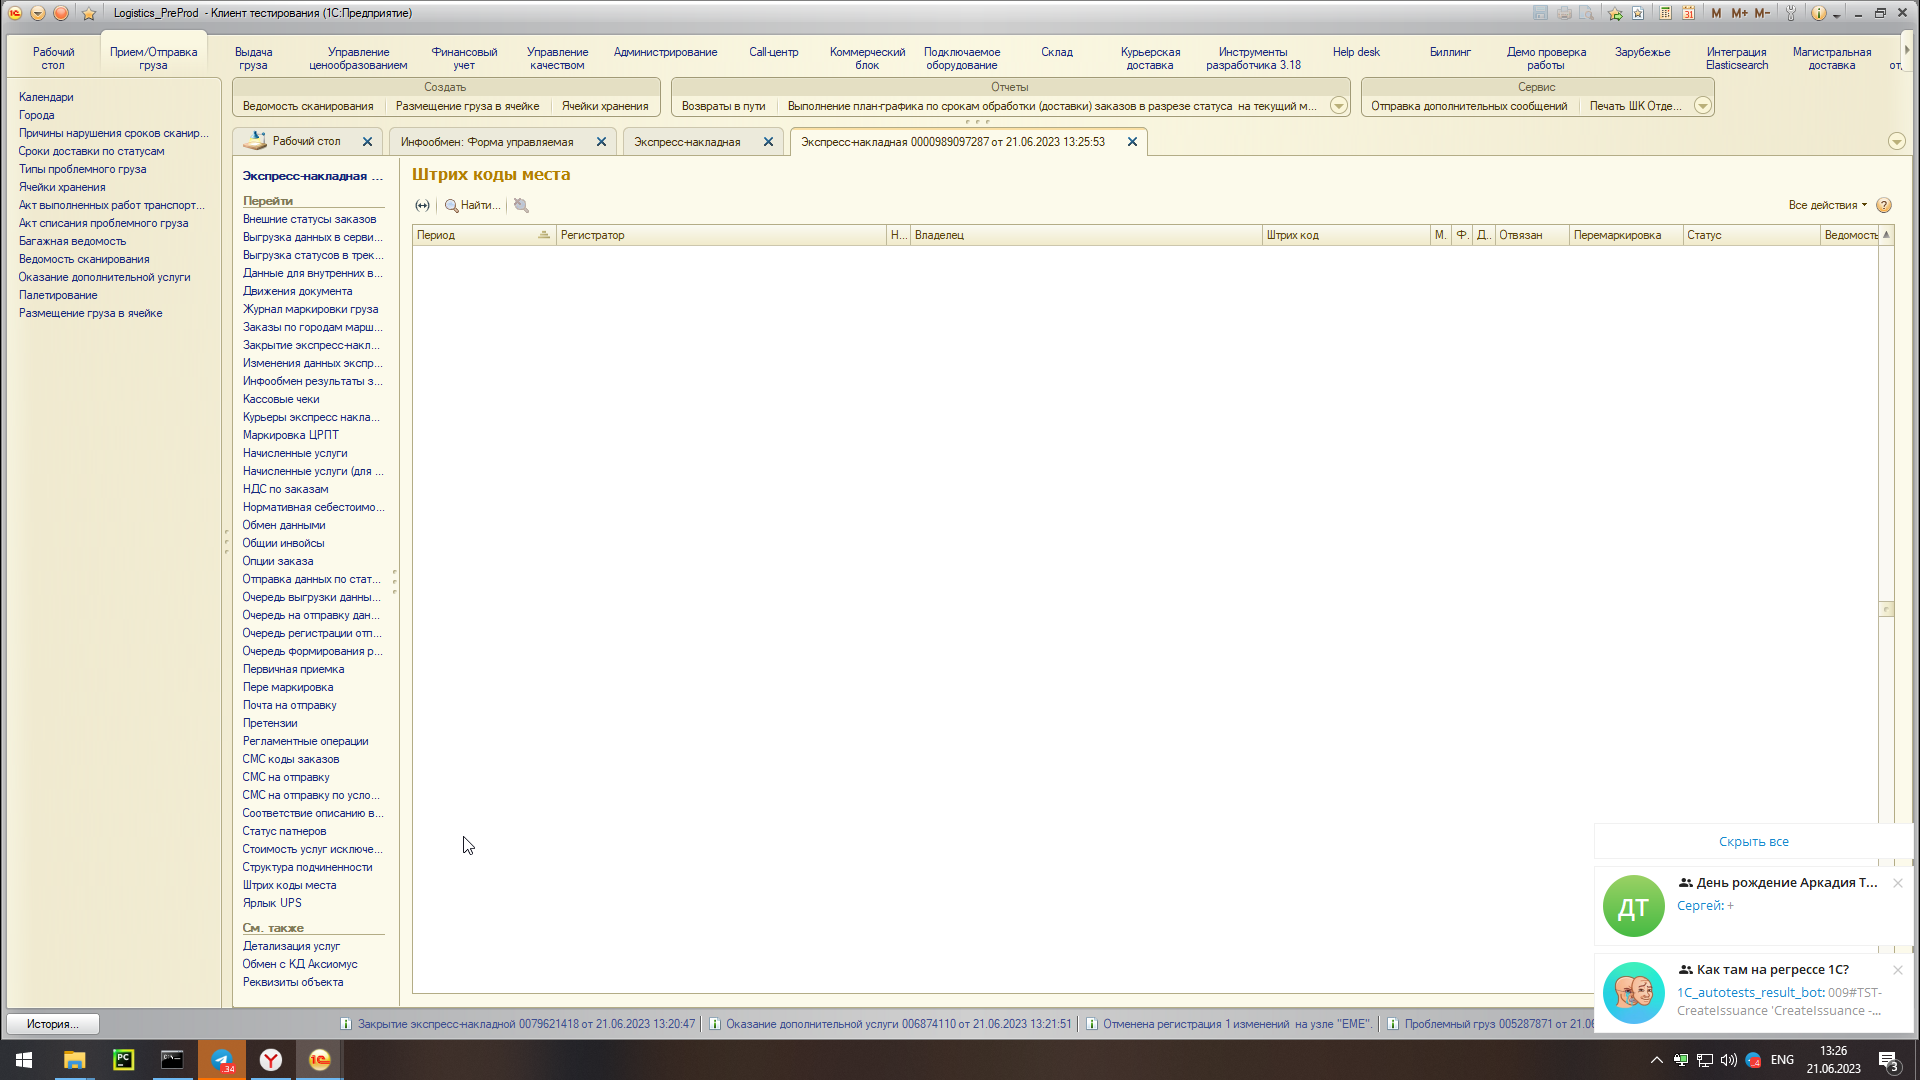 Logistics_PreProd - Клиент тестирования (1С:Предприятие)
M M+ M-
Рабочий стол
Прием/Отправка груза
Выдача груза
Управление ценообразованием
Финансовый учет
Управление качеством
Администрирование
Call-центр
Коммерческий блок
Подключаемое оборудование
Склад
Курьерская доставка
Инструменты разработчика 3.18
Help desk
Биллинг
Демо проверка работы
Зарубежье
Интеграция Elasticsearch
Магистральная доставка
от,
Календари
Города
Причины нарушения сроков сканир...
Сроки доставки по статусам
Типы проблемного груза
Ячейки хранения
Акт выполненных работ транспорт...
Акт списания проблемного груза
Багажная ведомость
Ведомость сканирования
Оказание дополнительной услуги
Палетирование
Размещение груза в ячейке
Создать
Ведомость сканирования
Размещение груза в ячейке
Ячейки хранения
Отчеты
Возвраты в пути
Выполнение план-графика по срокам обработки (доставки) заказов в разрезе статуса на текущий м...
Сервис
Отправка дополнительных сообщений
Печать ШК Отде...
Рабочий стол
Инфообмен: Форма управляемая
Экспресс-накладная
Экспресс-накладная 0000989097287 от 21.06.2023 13:25:53
Экспресс-накладная ...
Перейти
Внешние статусы заказов
Выгрузка данных в серви...
Выгрузка статусов в трек...
Данные для внутренних в...
Движения документа
Журнал маркировки груза
Заказы по городам марш...
Закрытие экспресс-накл...
Изменения данных экспр...
Инфообмен результаты з...
Кассовые чеки
Курьеры экспресс накла...
Маркировка ЦРПТ
Начисленные услуги
Начисленные услуги (для ...
НДС по заказам
Нормативная себестоимо...
Обмен данными
Общии инвойсы
Опции заказа
Отправка данных по стат...
Очередь выгрузки данны...
Очередь на отправку дан...
Очередь регистрации отп...
Очередь формирования р...
Первичная приемка
Пере маркировка
Почта на отправку
Претензии
Регламентные операции
СМС коды заказов
СМС на отправку
СМС на отправку по усло...
Соответствие описанию в...
Статус патнеров
Стоимость услуг исключе...
Структура подчиненности
Штрих коды места
Ярлык UPS
См. также
Детализация услуг
Обмен с КД Аксиомус
Реквизиты объекта
Штрих коды места
Найти...
Все действия
Период
Регистратор
Н...
Владелец
Штрих код
М.
Ф.
Д..
Отвязан
Перемаркировка
Статус
Ведомость
Скрыть все
ДТ
День рождение Аркадия Т...
Сергей: +
Как там на регрессе 1С?
1C_autotests_result_bot: 009#TST-
CreateIssuance 'CreateIssuance -...
История...
Закрытие экспресс-накладной 0079621418 от 21.06.2023 13:20:47
Оказание дополнительной услуги 006874110 от 21.06.2023 13:21:51
Отменена регистрация 1 изменений на узле "EME".
Проблемный груз 005287871 от 21.06
PC
34
ENG
13:26
21.06.2023
3